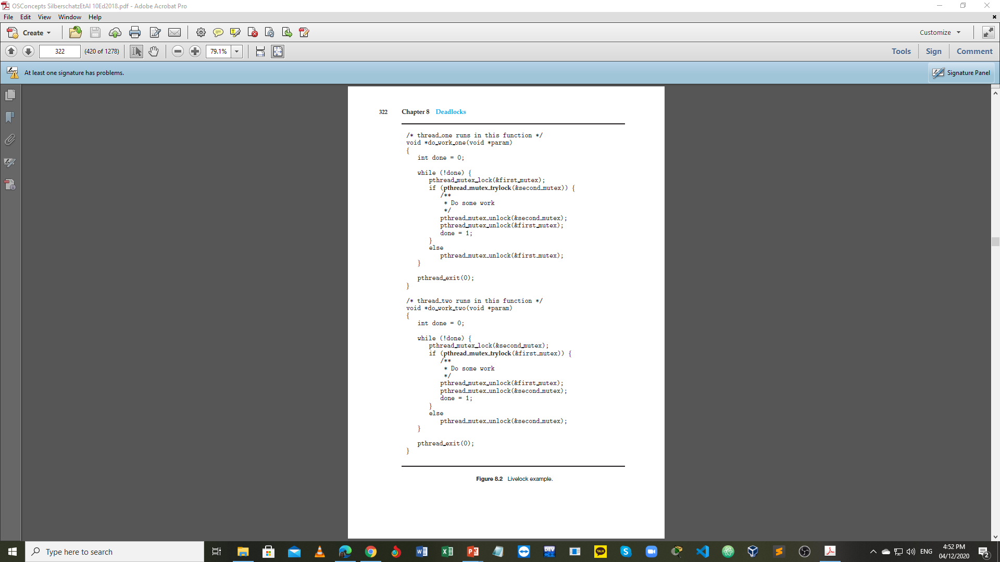 OSConcepts SilberschatzEtAl 10Ed2018.pdf - Adobe Acrobat Pro
File Edit View Window Help
Create
Customize
322 (420 of 1278) 79.1%
Tools Sign Comment
At least one signature has problems.
Signature Panel
322 Chapter 8 Deadlocks
/* thread_one runs in this function */
void *do_work_one(void *param)
{
int done = 0;
while (!done) {
pthread_mutex_lock(&first_mutex);
if (pthread_mutex_trylock(&second_mutex)) {
/**
* Do some work
*/
pthread_mutex_unlock(&second_mutex);
pthread_mutex_unlock(&first_mutex);
done = 1;
}
else
pthread_mutex_unlock(&first_mutex);
}
pthread_exit(0);
}
/* thread_two runs in this function */
void *do_work_two(void *param)
{
int done = 0;
while (!done) {
pthread_mutex_lock(&second_mutex);
if (pthread_mutex_trylock(&first_mutex)) {
/**
* Do some work
*/
pthread_mutex_unlock(&first_mutex);
pthread_mutex_unlock(&second_mutex);
done = 1;
}
else
pthread_mutex_unlock(&second_mutex);
}
pthread_exit(0);
}
Figure 8.2 Livelock example.
Type here to search
DEV
TALK
ENG
4:52 PM
04/12/2020
2